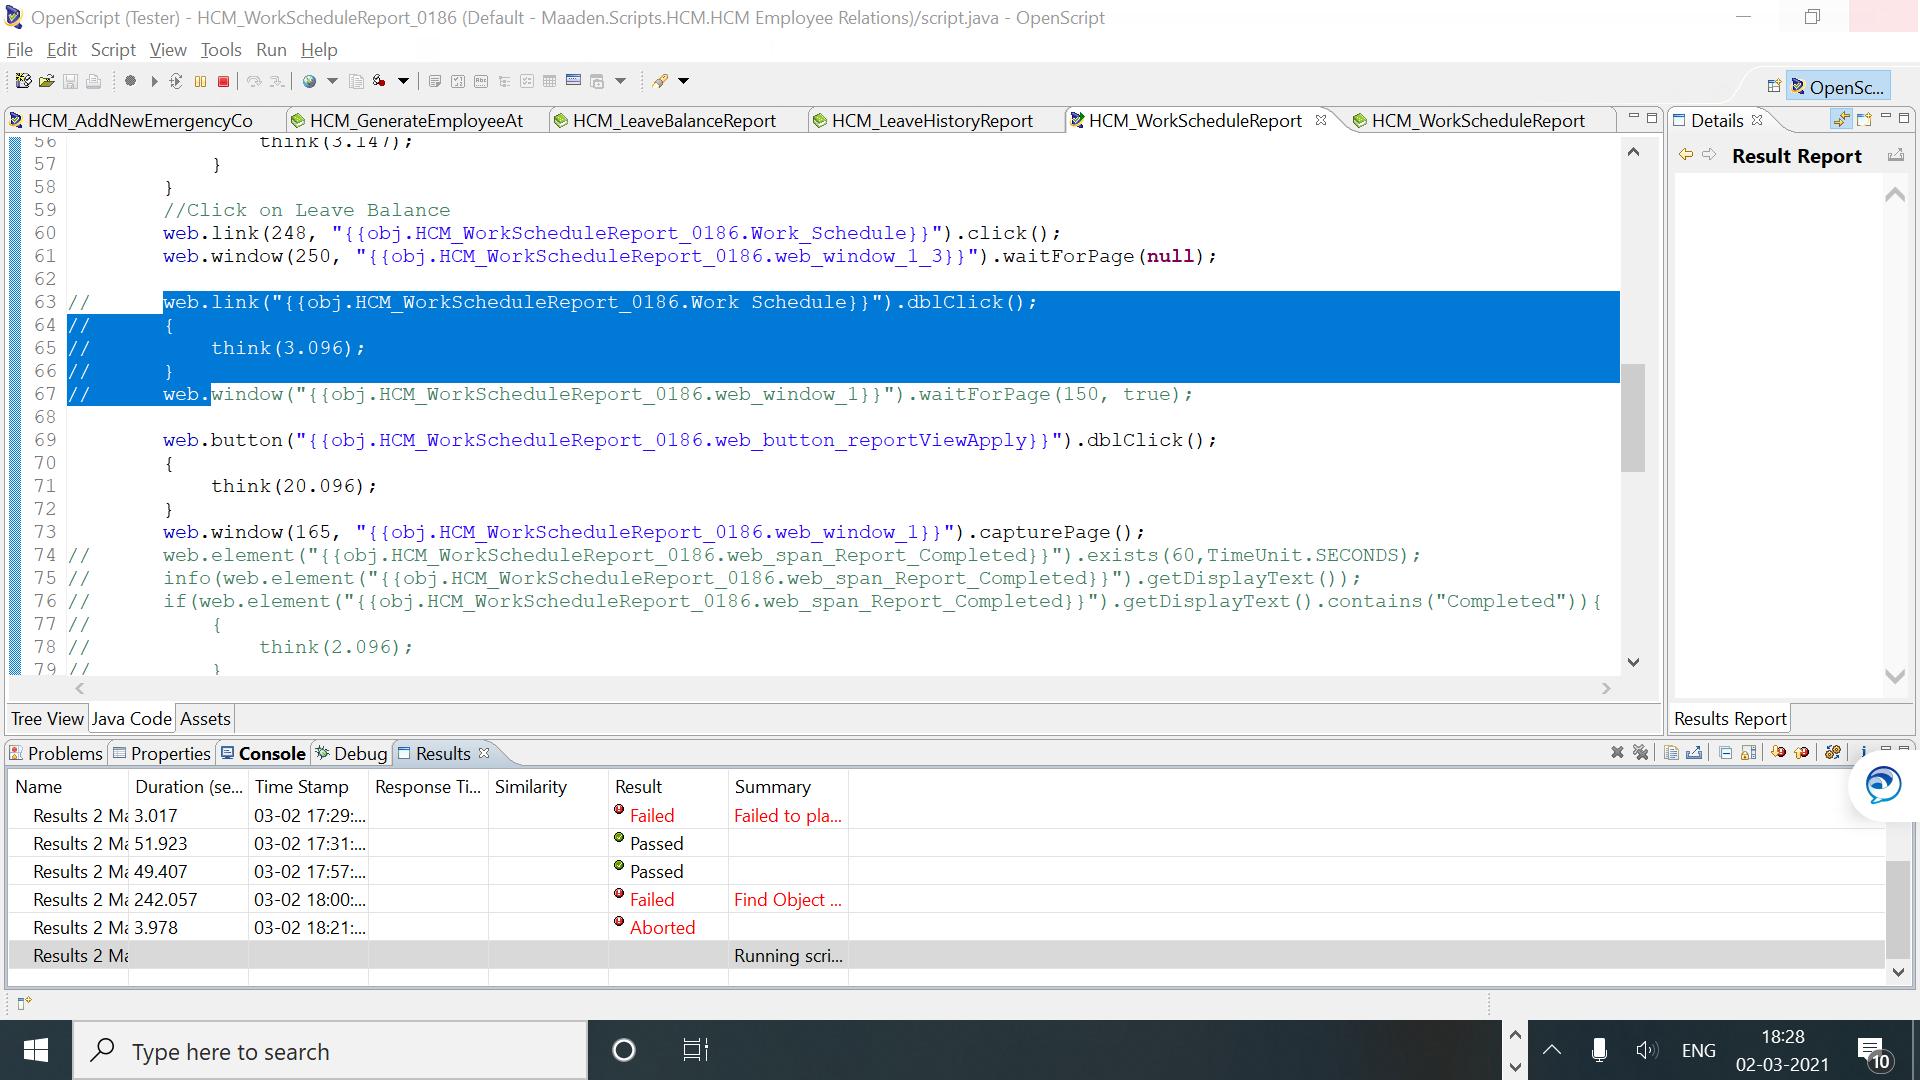 OpenScript (Tester) - HCM_WorkScheduleReport_0186 (Default - Maaden.Scripts.HCM.HCM Employee Relations)/script.java - OpenScript
File Edit Script View Tools Run Help
OpenSc...
HCM_AddNewEmergencyCo HCM_GenerateEmployeeAt HCM_LeaveBalanceReport HCM_LeaveHistoryReport HCM_WorkScheduleReport HCM_WorkScheduleReport
Details
Result Report
56 think(3.147);
57 }
58 }
59 //Click on Leave Balance
60 web.link(248, "{{obj.HCM_WorkScheduleReport_0186.Work_Schedule}}").click();
61 web.window(250, "{{obj.HCM_WorkScheduleReport_0186.web_window_1_3}}").waitForPage(null);
62
63 // web.link("{{obj.HCM_WorkScheduleReport_0186.Work Schedule}}").dblClick();
64 // {
65 // think(3.096);
66 // }
67 // web.window("{{obj.HCM_WorkScheduleReport_0186.web_window_1}}").waitForPage(150, true);
68
69 web.button("{{obj.HCM_WorkScheduleReport_0186.web_button_reportViewApply}}").dblClick();
70 {
71 think(20.096);
72 }
73 web.window(165, "{{obj.HCM_WorkScheduleReport_0186.web_window_1}}").capturePage();
74 // web.element("{{obj.HCM_WorkScheduleReport_0186.web_span_Report_Completed}}").exists(60,TimeUnit.SECONDS);
75 // info(web.element("{{obj.HCM_WorkScheduleReport_0186.web_span_Report_Completed}}").getDisplayText());
76 // if(web.element("{{obj.HCM_WorkScheduleReport_0186.web_span_Report_Completed}}").getDisplayText().contains("Completed")){
77 // {
78 // think(2.096);
79 // }
Tree View Java Code Assets
Results Report
Problems Properties Console Debug Results
Name Duration (se... Time Stamp Response Ti... Similarity Result Summary
Results 2 Ma 3.017 03-02 17:29:... Failed Failed to pla...
Results 2 Ma 51.923 03-02 17:31:... Passed
Results 2 Ma 49.407 03-02 17:57:... Passed
Results 2 Ma 242.057 03-02 18:00:... Failed Find Object ...
Results 2 Ma 3.978 03-02 18:21:... Aborted
Results 2 Ma Running scri...
Type here to search
ENG
18:28
02-03-2021
10